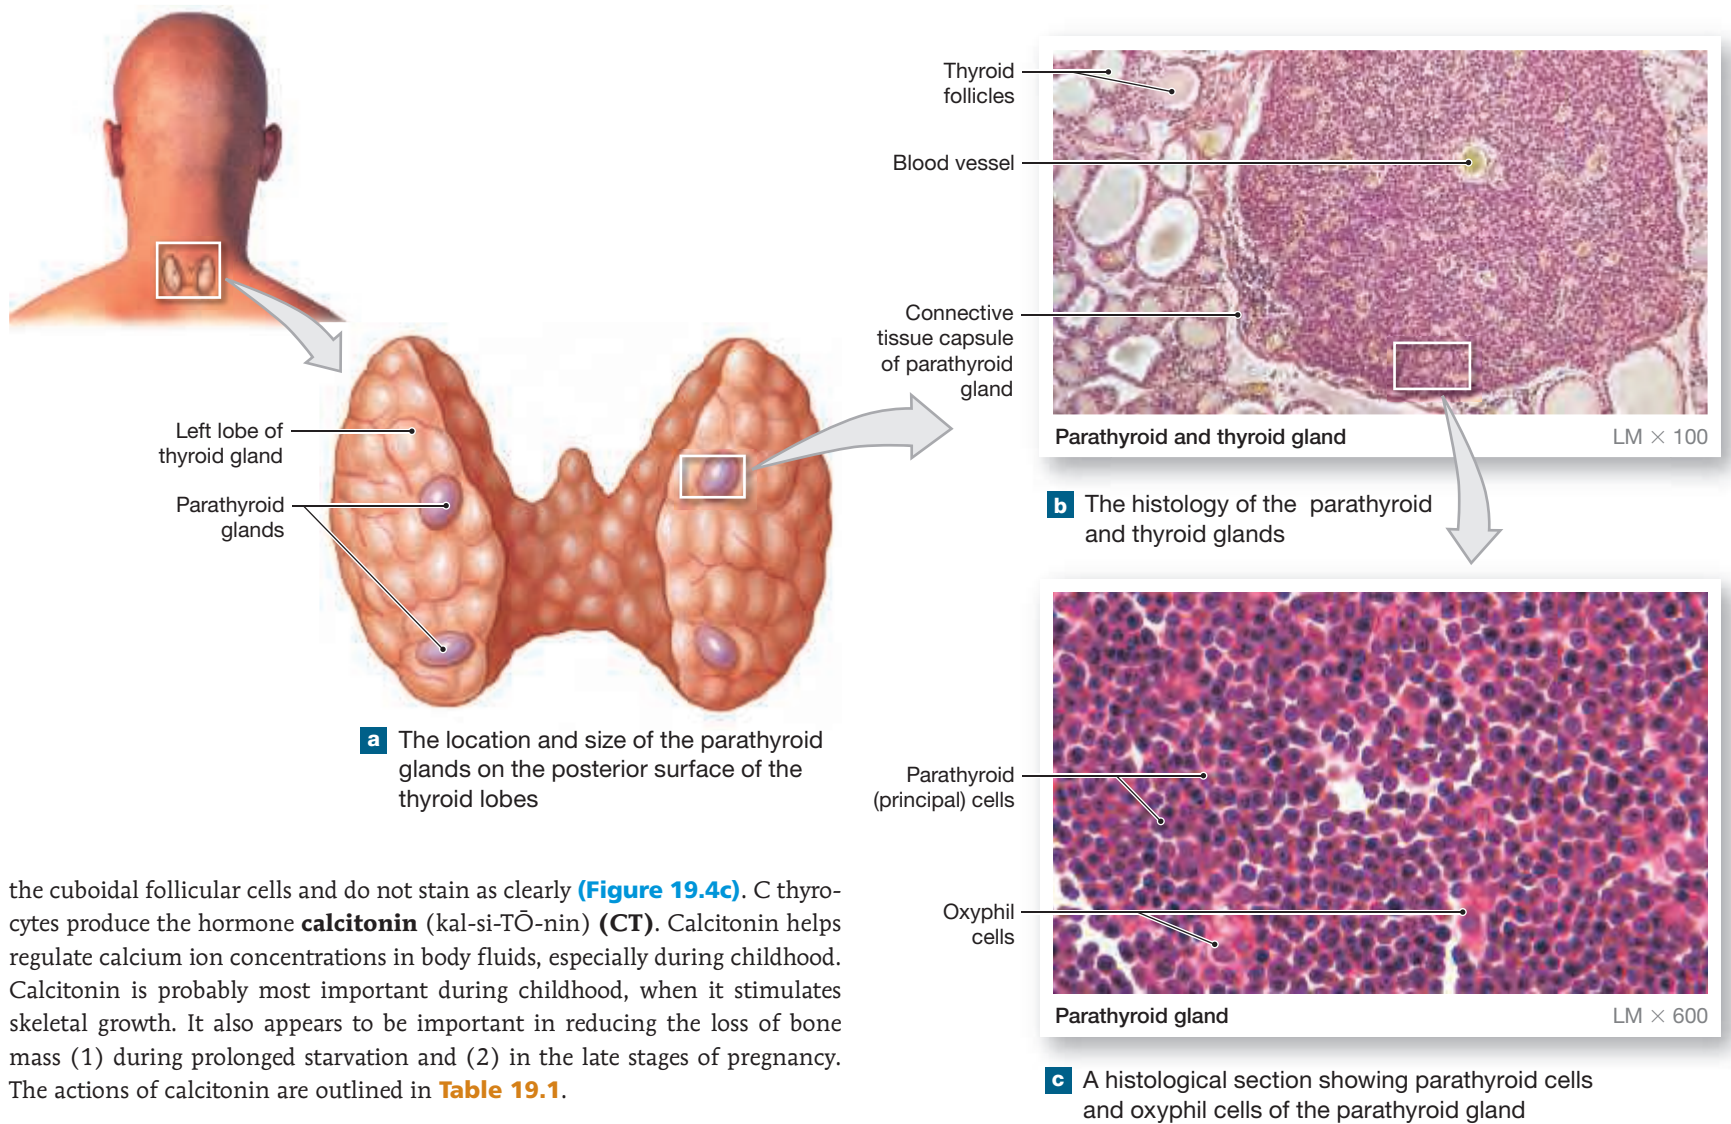 Thyroid
follicles
Blood vessel
Connective
tissue capsule
of parathyroid
gland
Parathyroid and thyroid gland
LM × 100
b The histology of the parathyroid
and thyroid glands
Left lobe of
thyroid gland
Parathyroid
glands
a The location and size of the parathyroid
glands on the posterior surface of the
thyroid lobes
Parathyroid
(principal) cells
Oxyphil
cells
Parathyroid gland
LM × 600
c A histological section showing parathyroid cells
and oxyphil cells of the parathyroid gland
the cuboidal follicular cells and do not stain as clearly (Figure 19.4c). C thyro-
cytes produce the hormone calcitonin (kal-si-TŌ-nin) (CT). Calcitonin helps
regulate calcium ion concentrations in body fluids, especially during childhood.
Calcitonin is probably most important during childhood, when it stimulates
skeletal growth. It also appears to be important in reducing the loss of bone
mass (1) during prolonged starvation and (2) in the late stages of pregnancy.
The actions of calcitonin are outlined in Table 19.1.